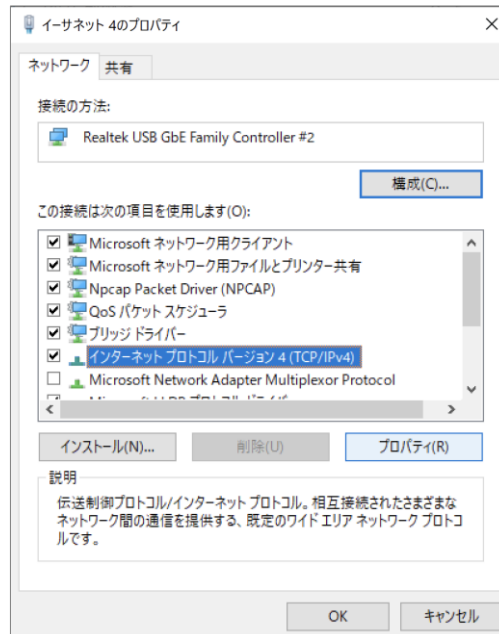 イーサネット 4のプロパティ
ネットワーク 共有
接続の方法:
Realtek USB GbE Family Controller #2
構成(C)...
この接続は次の項目を使用します(O):
Microsoft ネットワーク用クライアント
Microsoft ネットワーク用ファイルとプリンター共有
Npcap Packet Driver (NPCAP)
QoS パケット スケジューラ
ブリッジ ドライバー
インターネット プロトコル バージョン 4 (TCP/IPv4)
Microsoft Network Adapter Multiplexor Protocol
インストール(N)... 削除(U) プロパティ(R)
説明
伝送制御プロトコル/インターネット プロトコル。相互接続されたさまざまな
ネットワーク間の通信を提供する、既定のワイド エリア ネットワーク プロトコ
ルです。
OK キャンセル